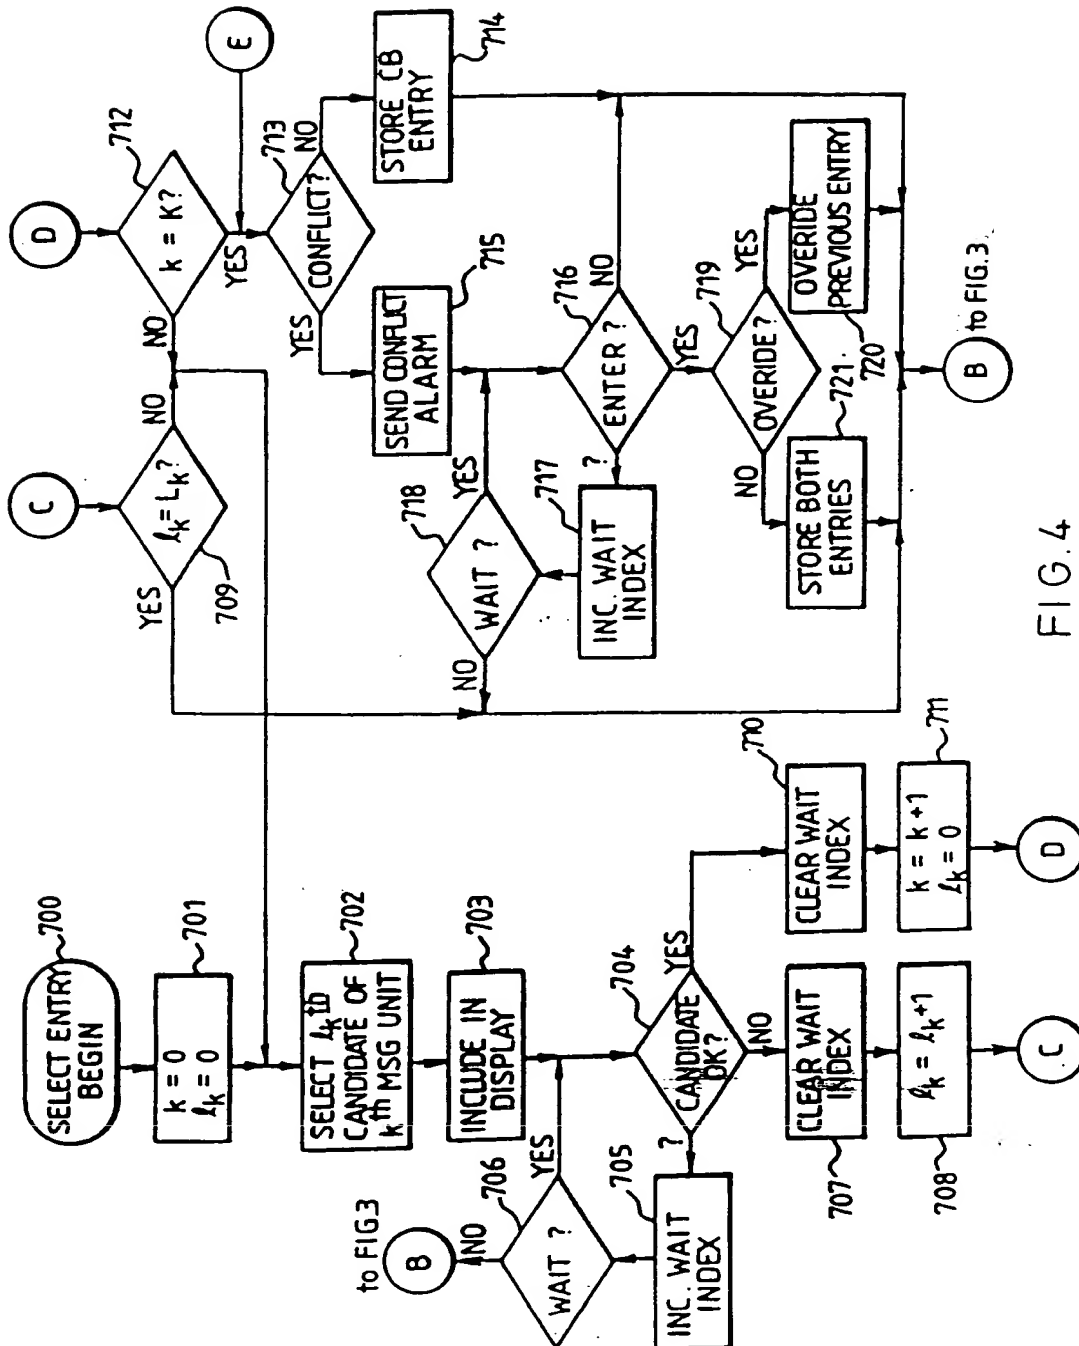 SELECT ENTRY
BEGIN
700
k = 0
ℓk = 0
701
SELECT ℓk th
CANDIDATE OF
k th MSG UNIT
702
INCLUDE IN
DISPLAY
703
CANDIDATE
OK?
704
YES
NO
?
INC. WAIT
INDEX
705
WAIT ?
706
YES
NO
B
to FIG.3
CLEAR WAIT
INDEX
707
ℓk = ℓk+1
708
C
CLEAR WAIT
INDEX
710
k = k+1
ℓk = 0
711
D
C
ℓk = Lk?
709
YES
NO
D
k = K?
712
NO
YES
E
CONFLICT?
713
NO
YES
STORE CB
ENTRY
714
SEND CONFLICT
ALARM
715
ENTER ?
716
NO
YES
?
INC. WAIT
INDEX
717
WAIT ?
718
YES
NO
OVERIDE?
719
YES
NO
OVERIDE
PREVIOUS ENTRY
720
STORE BOTH
ENTRIES
721
B
to FIG.3
FIG.4